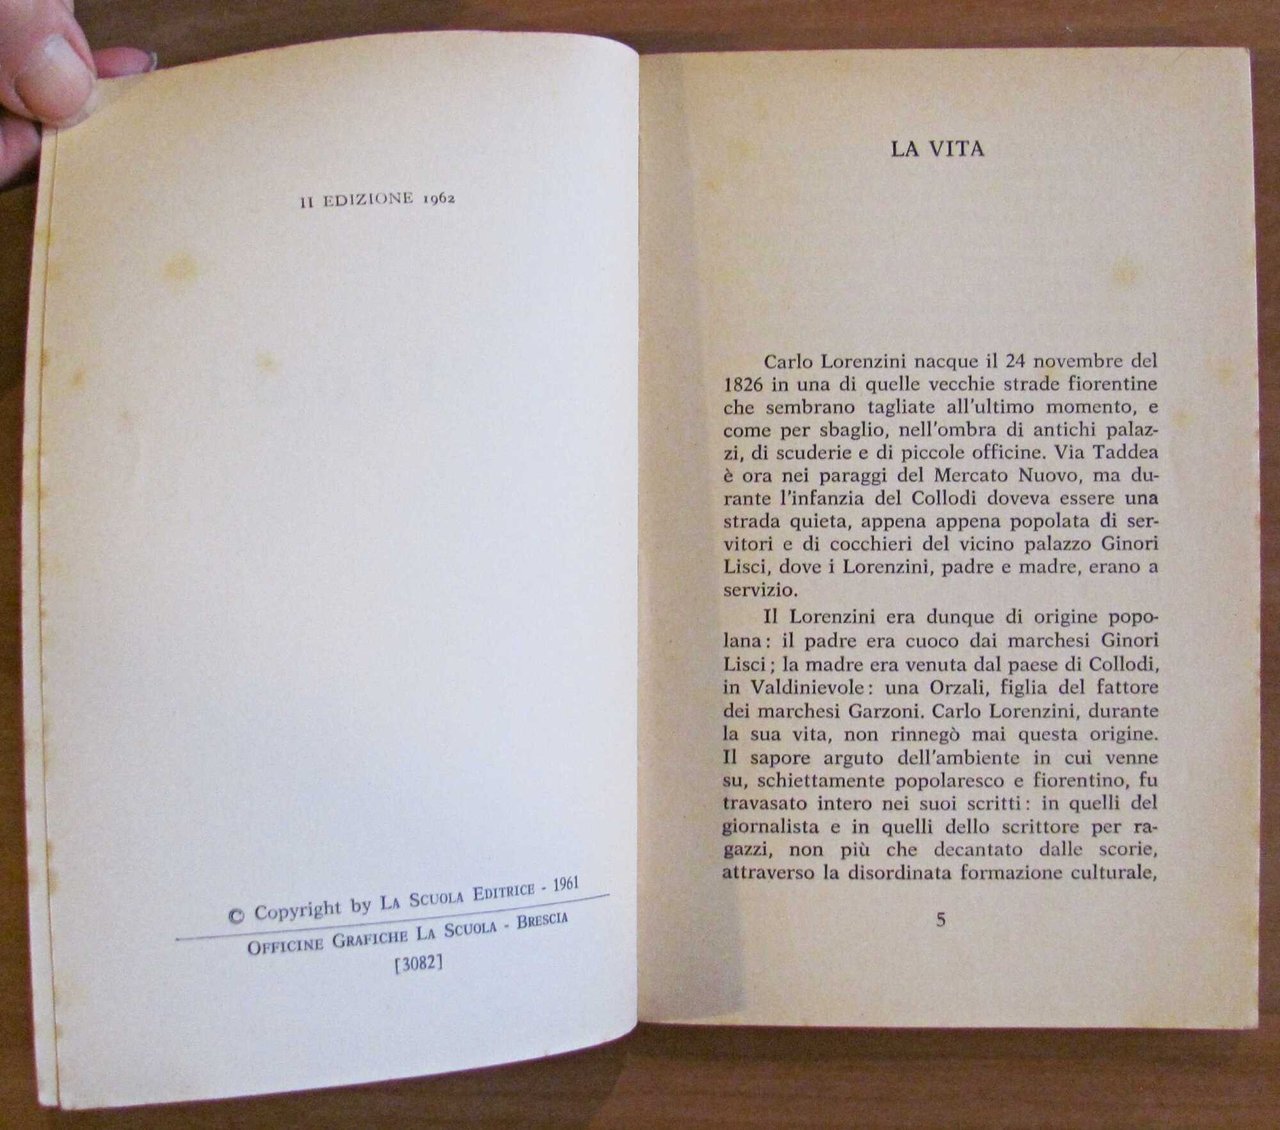 II EDIZIONE 1962
© Copyright by LA SCUOLA EDITRICE - 1961
OFFICINE GRAFICHE LA SCUOLA - BRESCIA
[3082]
LA VITA
Carlo Lorenzini nacque il 24 novembre del
1826 in una di quelle vecchie strade fiorentine
che sembrano tagliate all'ultimo momento, e
come per sbaglio, nell'ombra di antichi palaz-
zi, di scuderie e di piccole officine. Via Taddea
è ora nei paraggi del Mercato Nuovo, ma du-
rante l'infanzia del Collodi doveva essere una
strada quieta, appena appena popolata di ser-
vitori e di cocchieri del vicino palazzo Ginori
Lisci, dove i Lorenzini, padre e madre, erano a
servizio.
Il Lorenzini era dunque di origine popo-
lana: il padre era cuoco dai marchesi Ginori
Lisci; la madre era venuta dal paese di Collodi,
in Valdinievole: una Orzali, figlia del fattore
dei marchesi Garzoni. Carlo Lorenzini, durante
la sua vita, non rinnegò mai questa origine.
Il sapore arguto dell'ambiente in cui venne
su, schiettamente popolaresco e fiorentino, fu
travasato intero nei suoi scritti: in quelli del
giornalista e in quelli dello scrittore per ra-
gazzi, non più che decantato dalle scorie,
attraverso la disordinata formazione culturale,
5